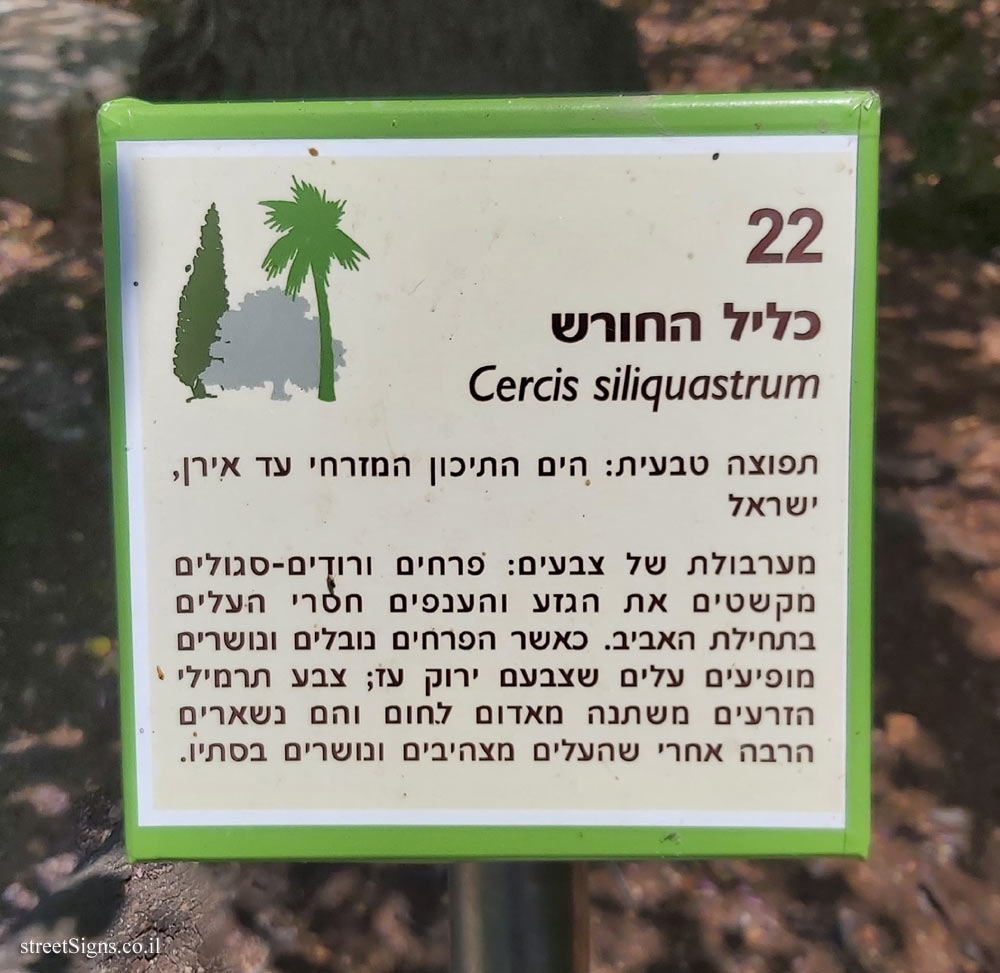 22
כליל החורש
Cercis siliquastrum
תפוצה טבעית: הים התיכון המזרחי עד אירן,
ישראל
מערבולת של צבעים: פרחים ורודים-סגולים
מקשטים את הגזע והענפים חסרי העלים
בתחילת האביב. כאשר הפרחים נובלים ונושרים
מופיעים עלים שצבעם ירוק עז; צבע תרמילי
הזרעים משתנה מאדום לחום והם נשארים
הרבה אחרי שהעלים מצהיבים ונושרים בסתיו.
streetSigns.co.il